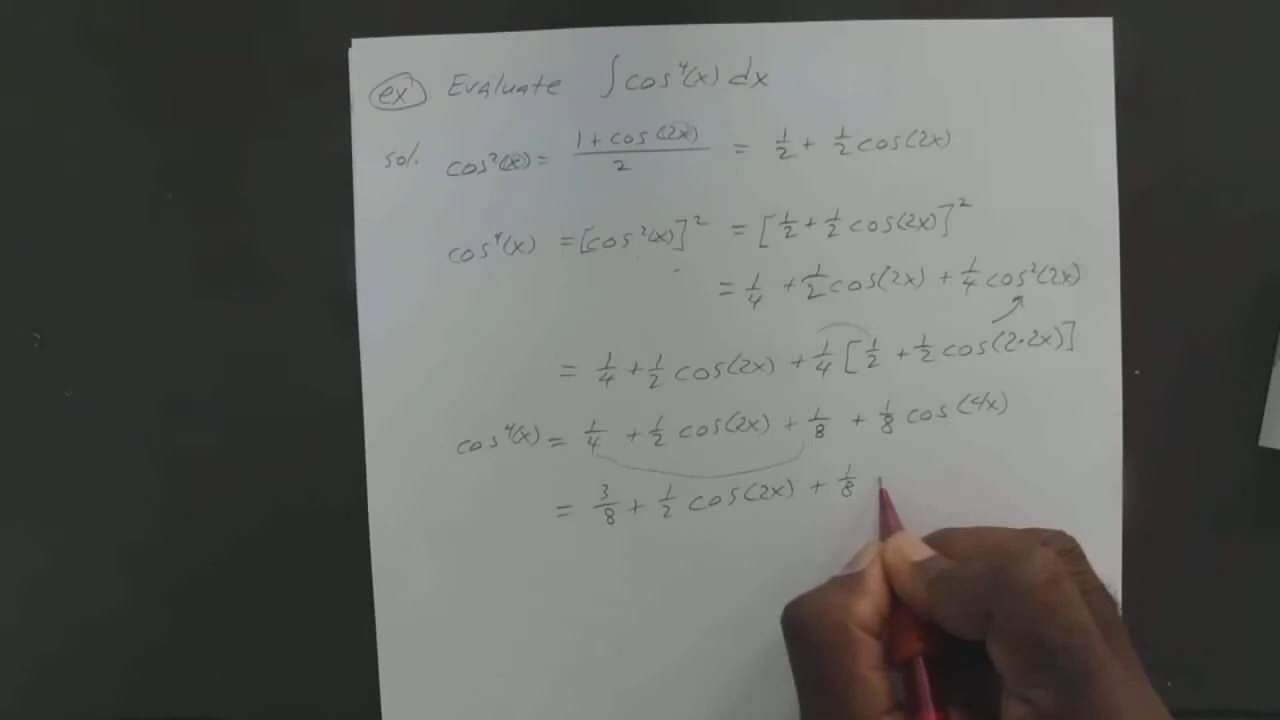 ex Evaluate ∫cos⁴(x) dx
sol. cos²(x) = (1 + cos(2x))/2 = 1/2 + 1/2 cos(2x)
cos⁴(x) = [cos²(x)]² = [1/2 + 1/2 cos(2x)]²
= 1/4 + 1/2 cos(2x) + 1/4 cos²(2x)
= 1/4 + 1/2 cos(2x) + 1/4 [1/2 + 1/2 cos(2·2x)]
cos⁴(x) = 1/4 + 1/2 cos(2x) + 1/8 + 1/8 cos(4x)
= 3/8 + 1/2 cos(2x) + 1/8